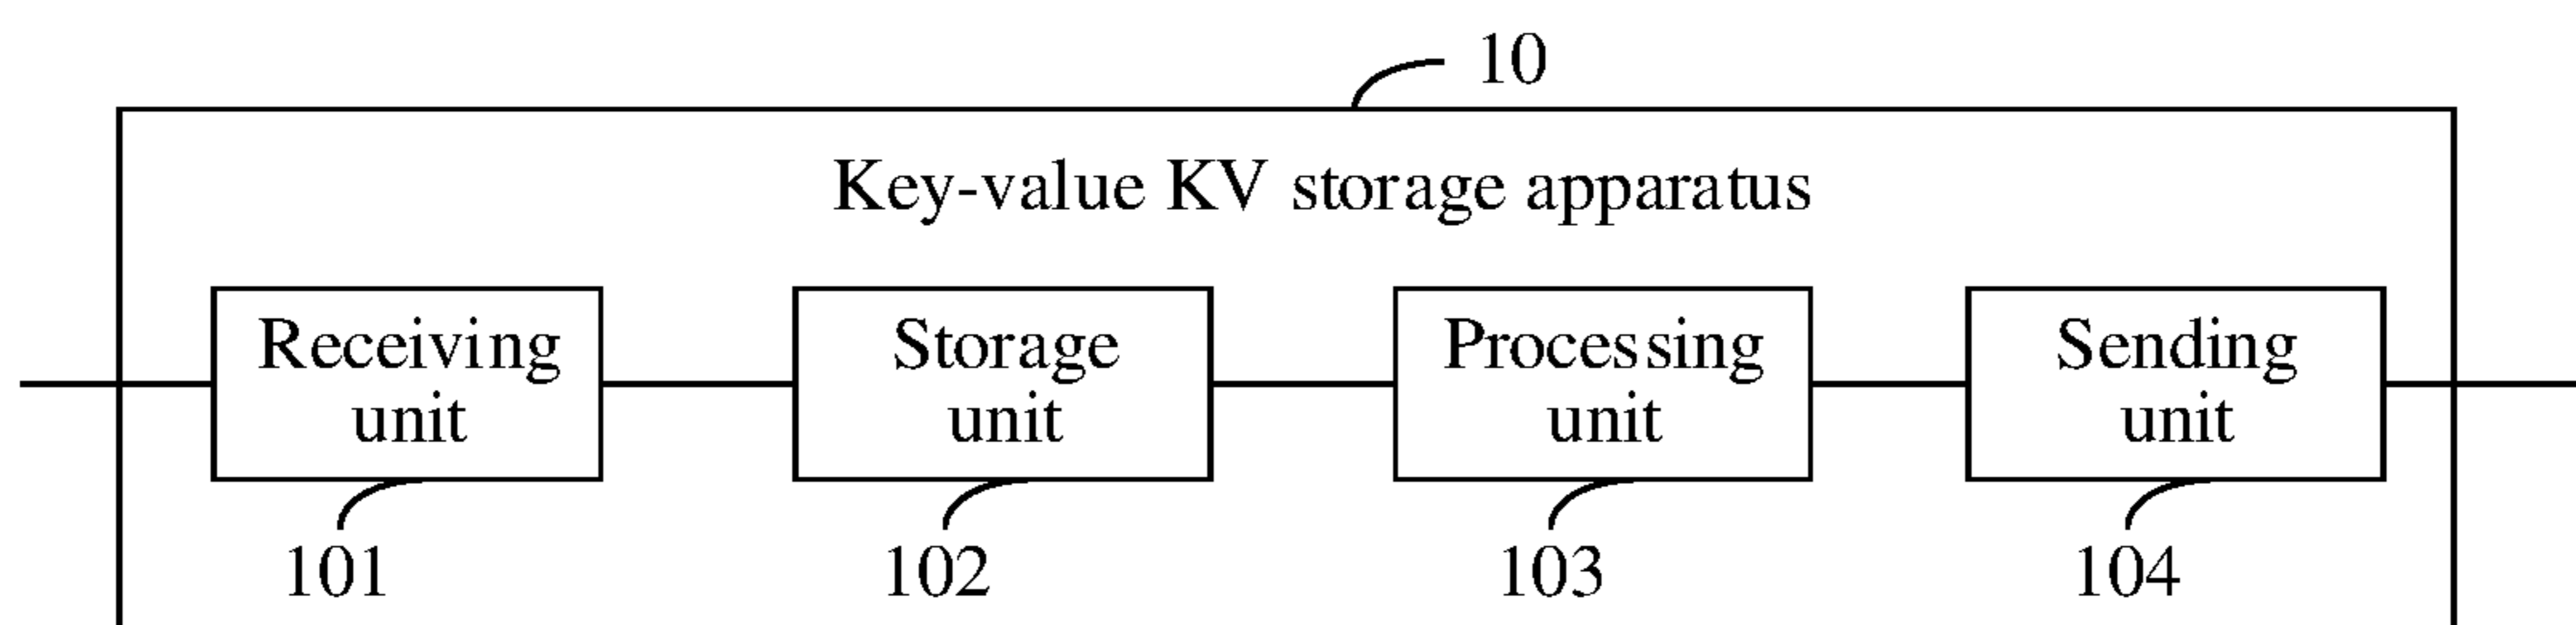 10
Key-value KV storage apparatus
Receiving
unit
Storage
unit
Processing
unit
Sending
unit
101
102
103
104